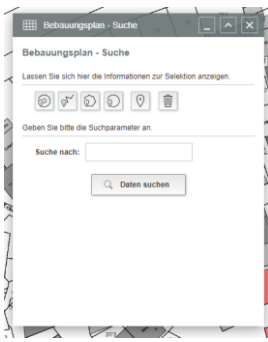 Bebauungsplan - Suche
Bebauungsplan - Suche
Lassen Sie sich hier die Informationen zur Selektion anzeigen.
Geben Sie bitte die Suchparameter an.
Suche nach:
Daten suchen